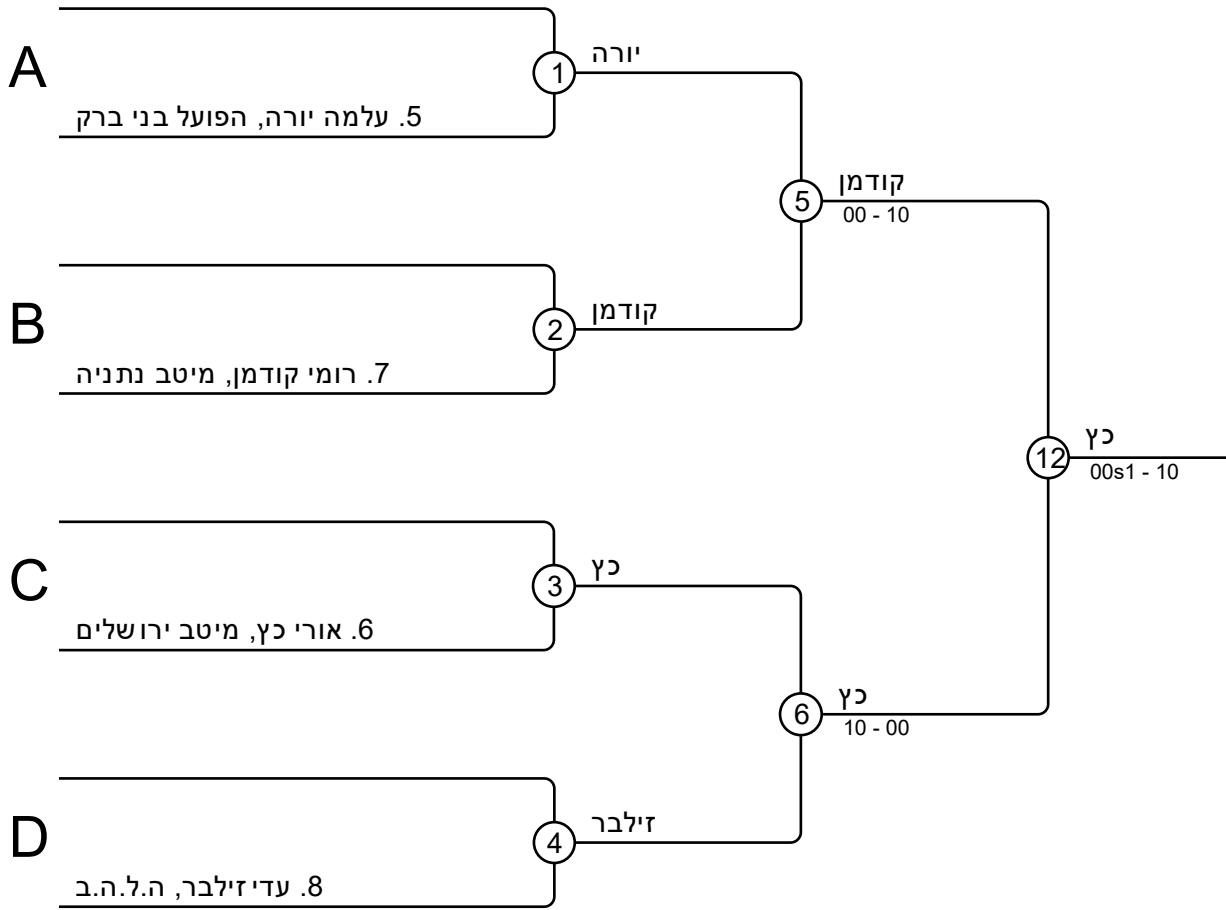 A
5. עלמה יורה, הפועל בני ברק
1
יורה
B
7. רומי קודמן, מיטב נתניה
2
קודמן
5
קודמן
00 - 10
C
6. אורי כץ, מיטב ירושלים
3
כץ
D
8. עדי זילבר, ה.ל.ה.ב
4
זילבר
6
כץ
10 - 00
12
כץ
00s1 - 10